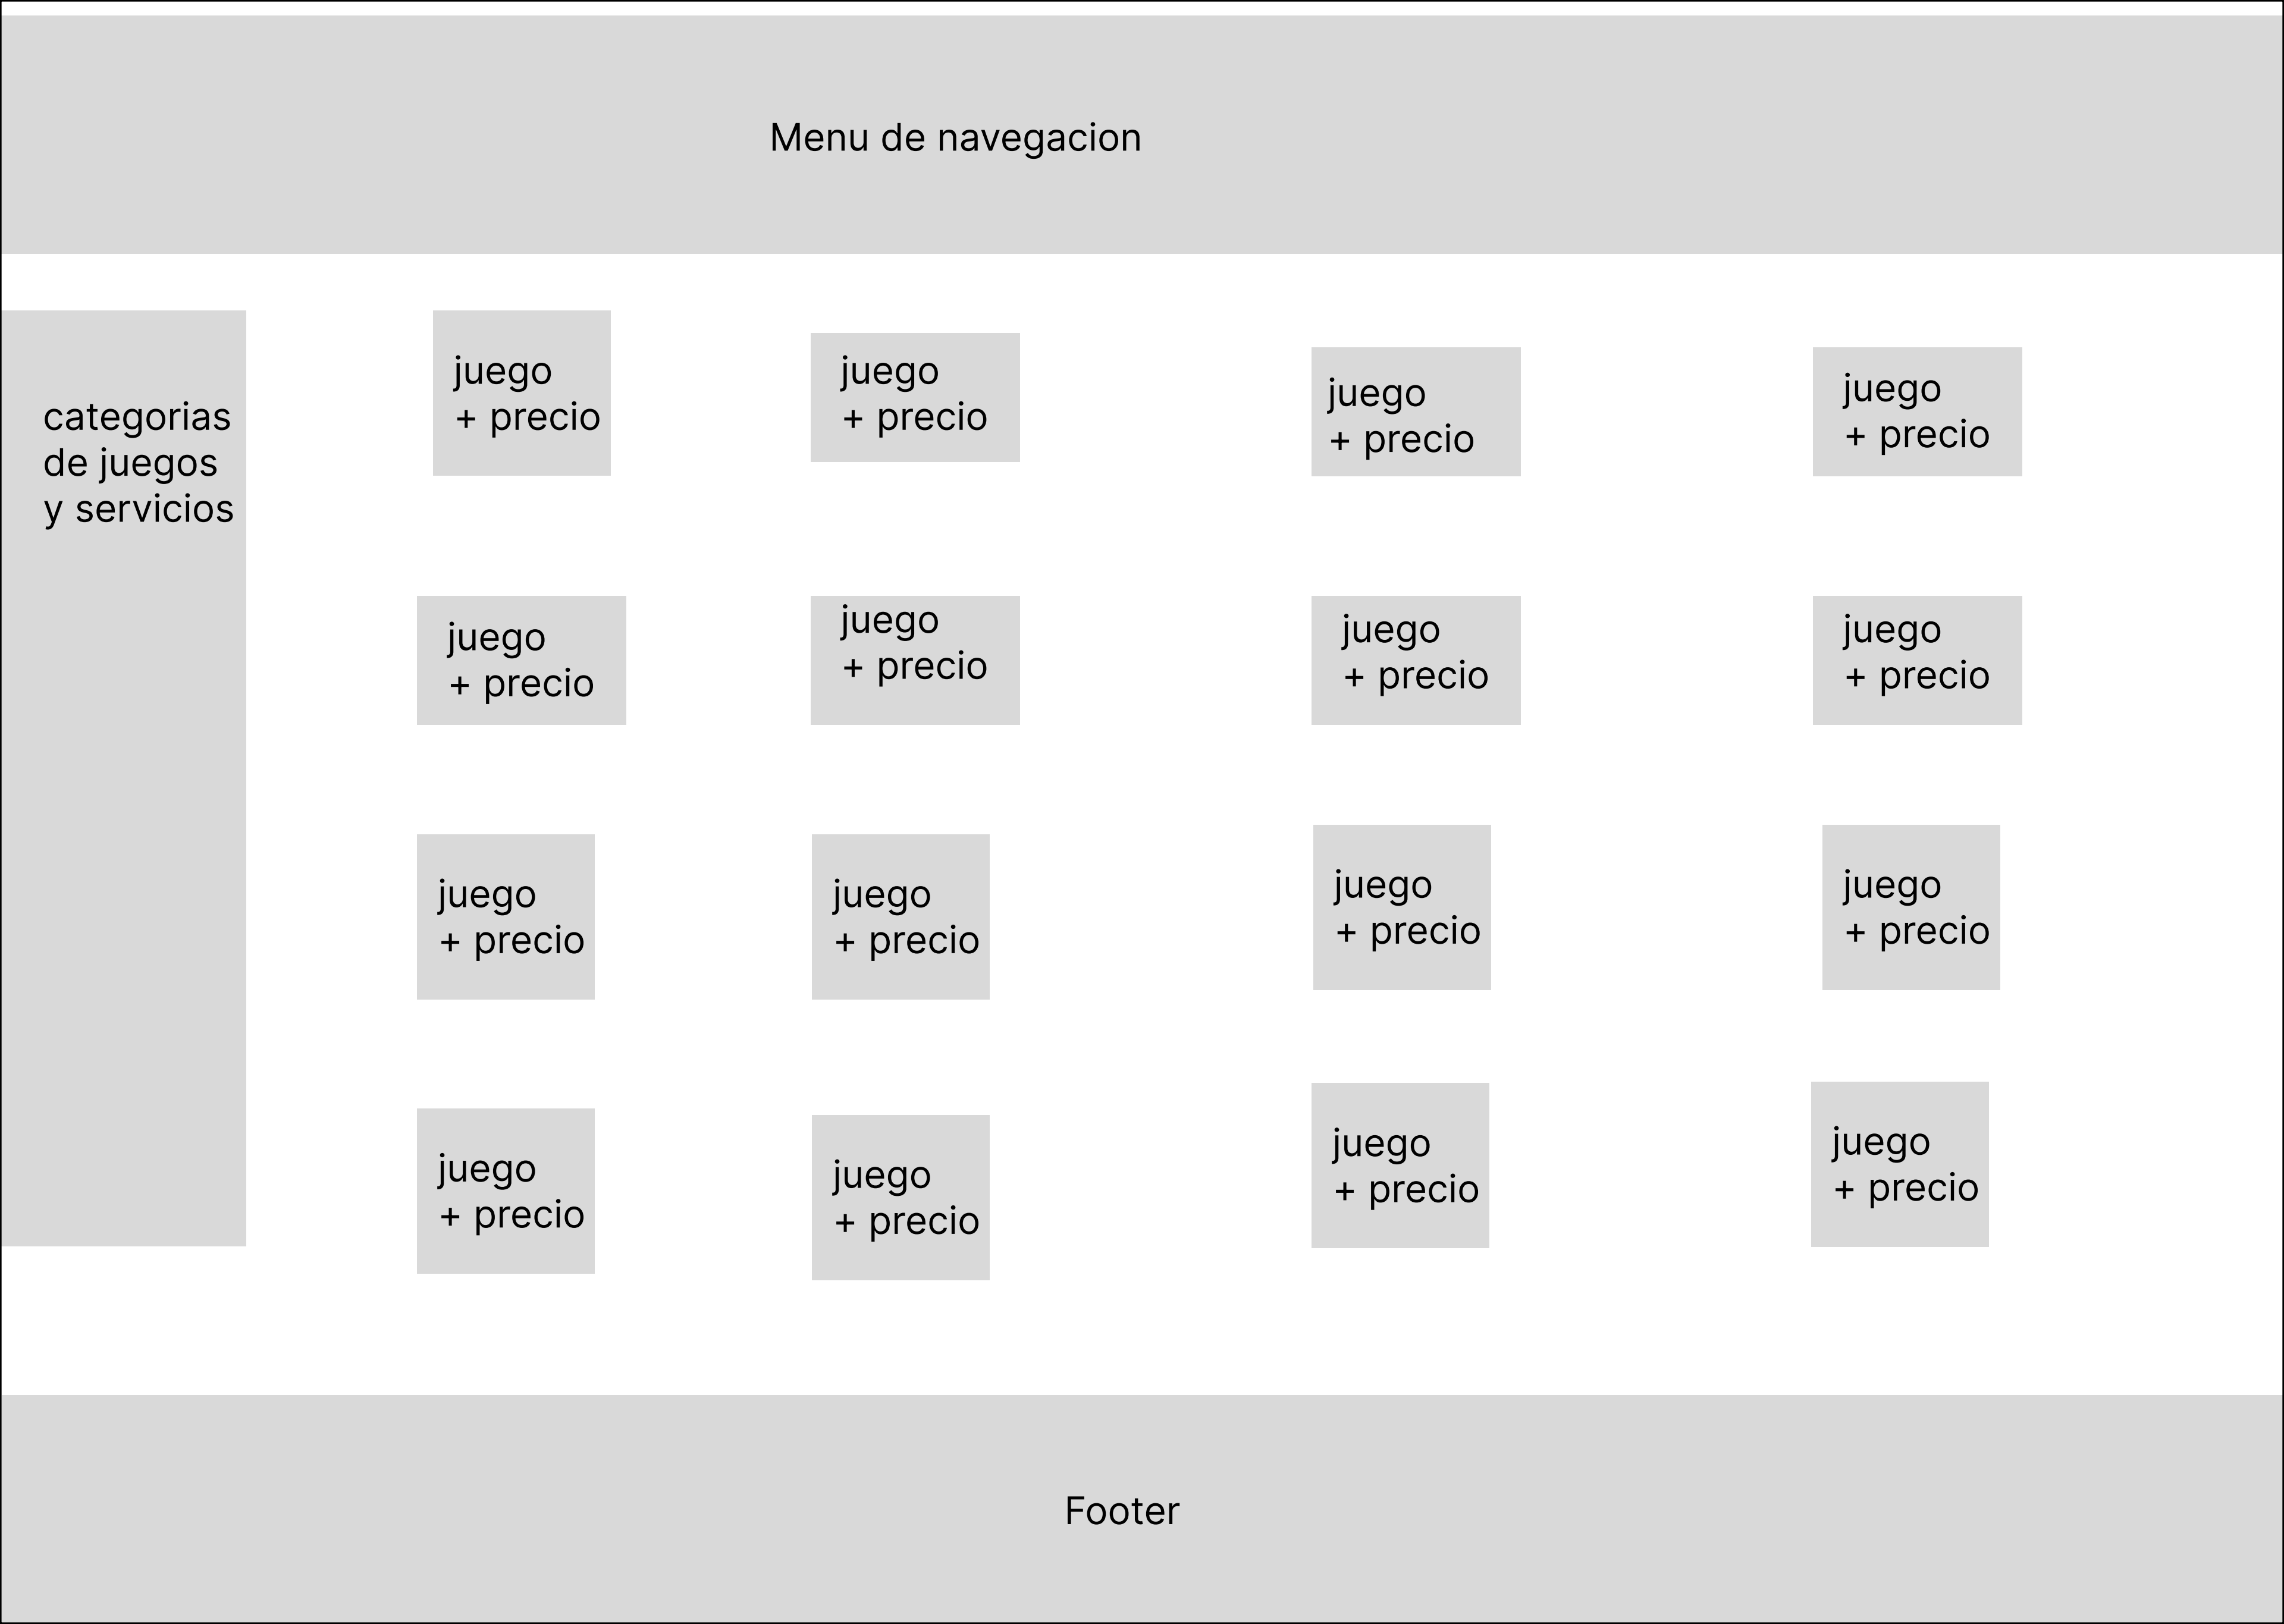 Menu de navegacion
categorias
de juegos
y servicios
juego
+ precio
juego
+ precio
juego
+ precio
juego
+ precio
juego
+ precio
juego
+ precio
juego
+ precio
juego
+ precio
juego
+ precio
juego
+ precio
juego
+ precio
juego
+ precio
juego
+ precio
juego
+ precio
juego
+ precio
juego
+ precio
Footer